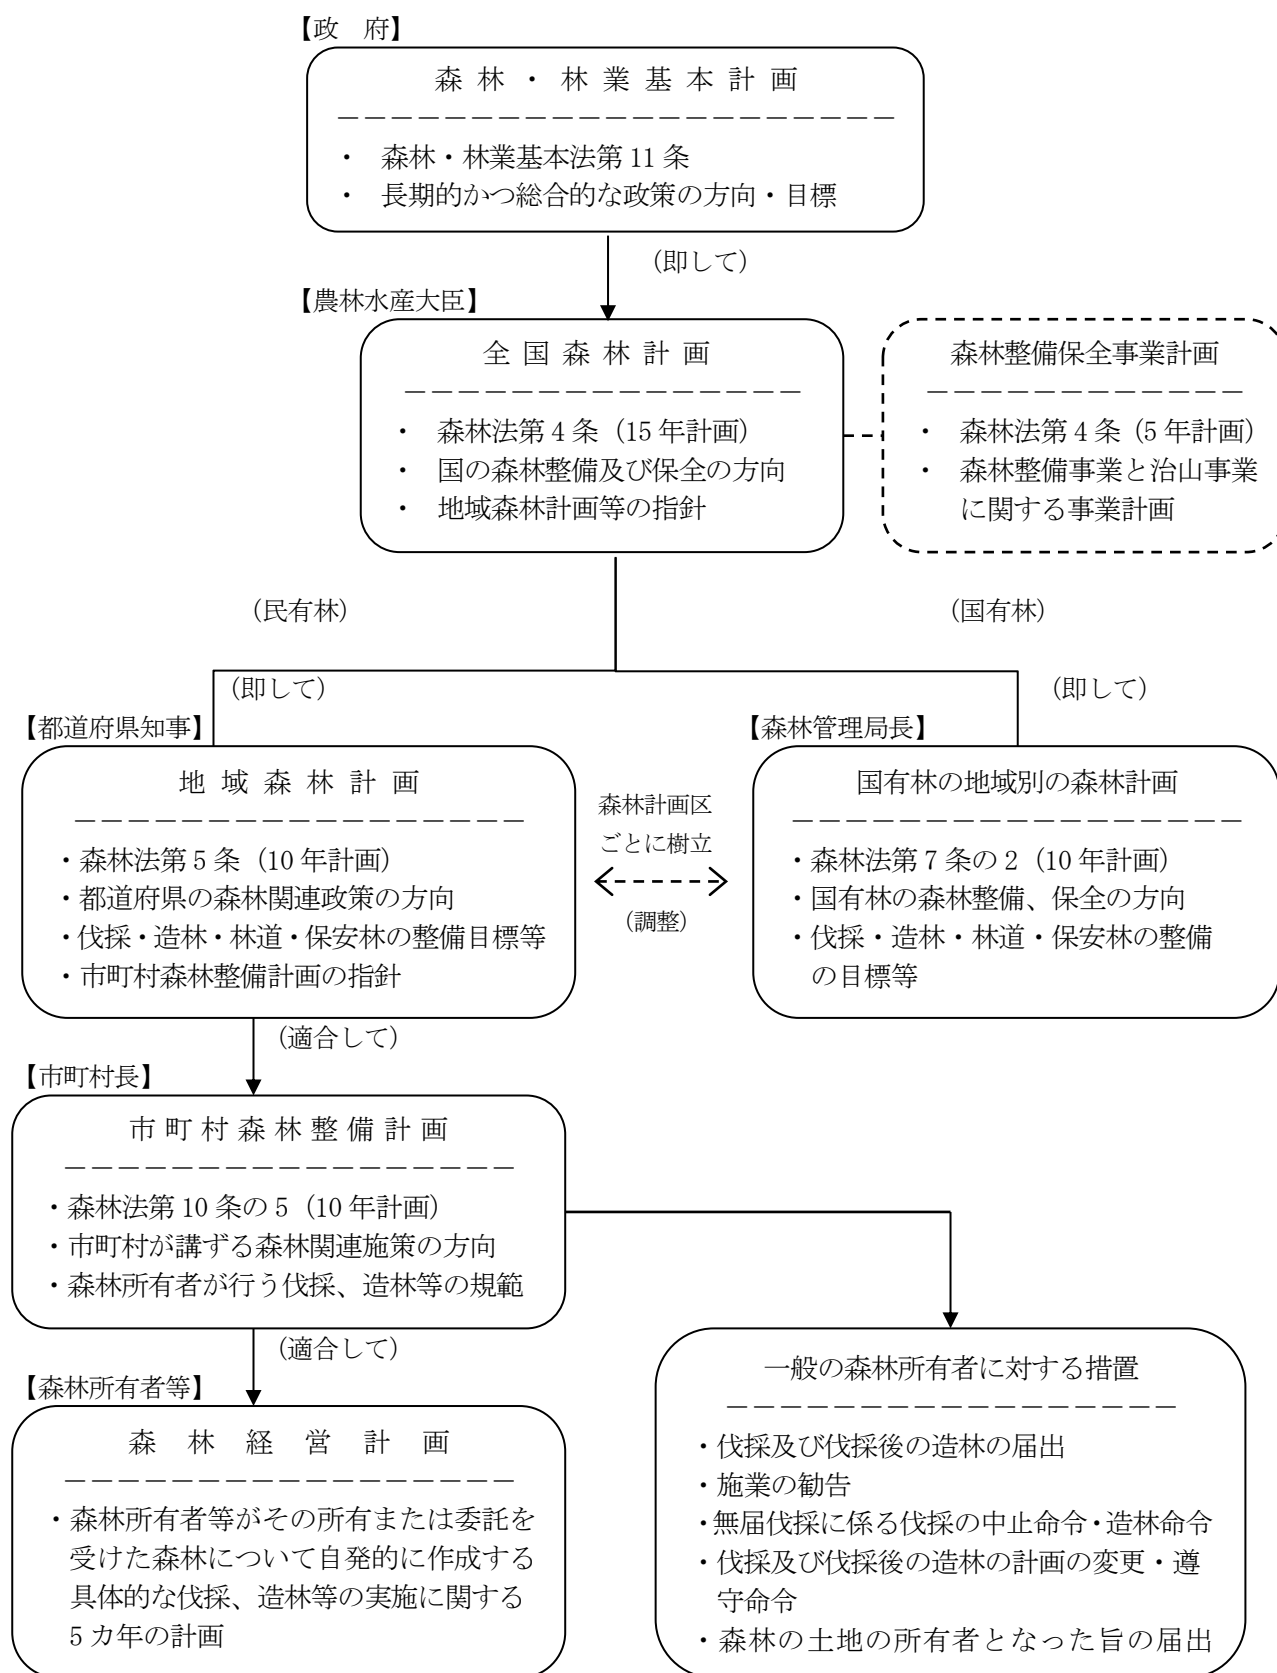 【政　府】
森林・林業基本計画
・　森林・林業基本法第11条
・　長期的かつ総合的な政策の方向・目標
（即して）
【農林水産大臣】
全国森林計画
・　森林法第4条（15年計画）
・　国の森林整備及び保全の方向
・　地域森林計画等の指針
森林整備保全事業計画
・　森林法第4条（5年計画）
・　森林整備事業と治山事業
に関する事業計画
（民有林）
（国有林）
（即して）
（即して）
【都道府県知事】
地域森林計画
・森林法第5条（10年計画）
・都道府県の森林関連政策の方向
・伐採・造林・林道・保安林の整備目標等
・市町村森林整備計画の指針
森林計画区
ごとに樹立
（調整）
【森林管理局長】
国有林の地域別の森林計画
・森林法第7条の2（10年計画）
・国有林の森林整備、保全の方向
・伐採・造林・林道・保安林の整備
の目標等
（適合して）
【市町村長】
市町村森林整備計画
・森林法第10条の5（10年計画）
・市町村が講ずる森林関連施策の方向
・森林所有者が行う伐採、造林等の規範
（適合して）
【森林所有者等】
森林経営計画
・森林所有者等がその所有または委託を
受けた森林について自発的に作成する
具体的な伐採、造林等の実施に関する
5カ年の計画
一般の森林所有者に対する措置
・伐採及び伐採後の造林の届出
・施業の勧告
・無届伐採に係る伐採の中止命令・造林命令
・伐採及び伐採後の造林の計画の変更・遵
守命令
・森林の土地の所有者となった旨の届出